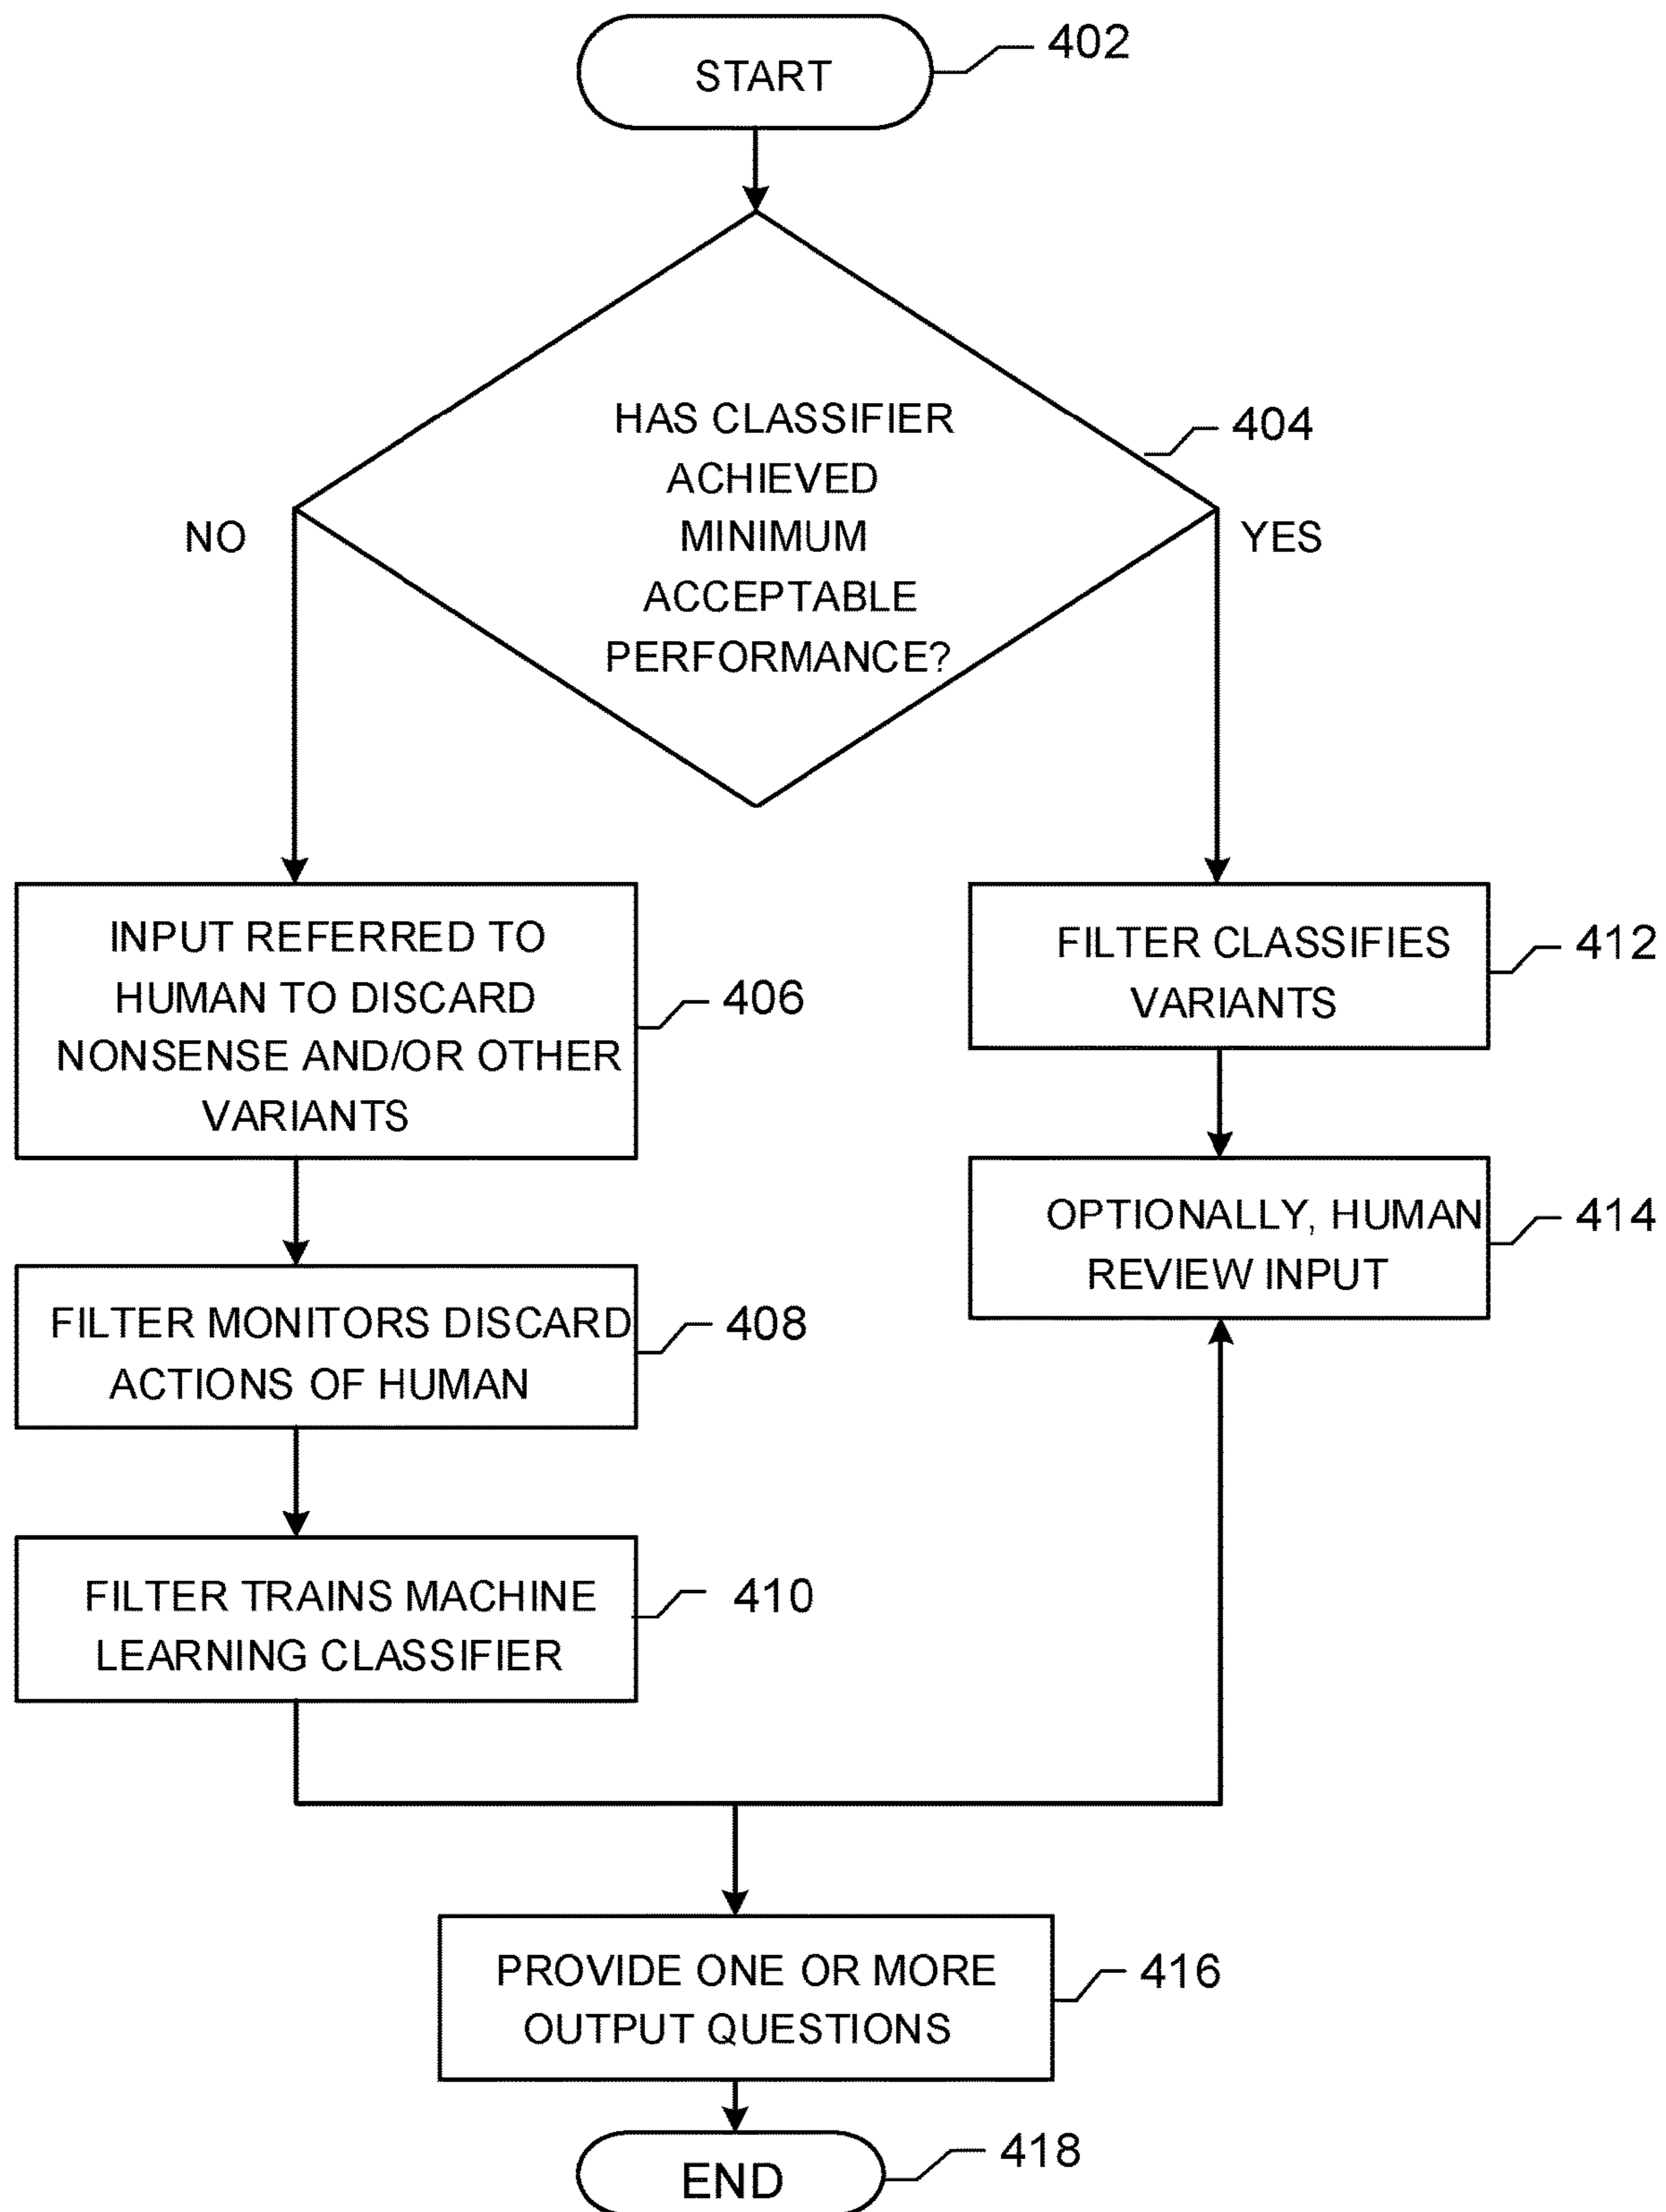 START
402
HAS CLASSIFIER
ACHIEVED
MINIMUM
ACCEPTABLE
PERFORMANCE?
404
NO
YES
INPUT REFERRED TO
HUMAN TO DISCARD
NONSENSE AND/OR OTHER
VARIANTS
406
FILTER CLASSIFIES
VARIANTS
412
OPTIONALLY, HUMAN
REVIEW INPUT
414
FILTER MONITORS DISCARD
ACTIONS OF HUMAN
408
FILTER TRAINS MACHINE
LEARNING CLASSIFIER
410
PROVIDE ONE OR MORE
OUTPUT QUESTIONS
416
END
418